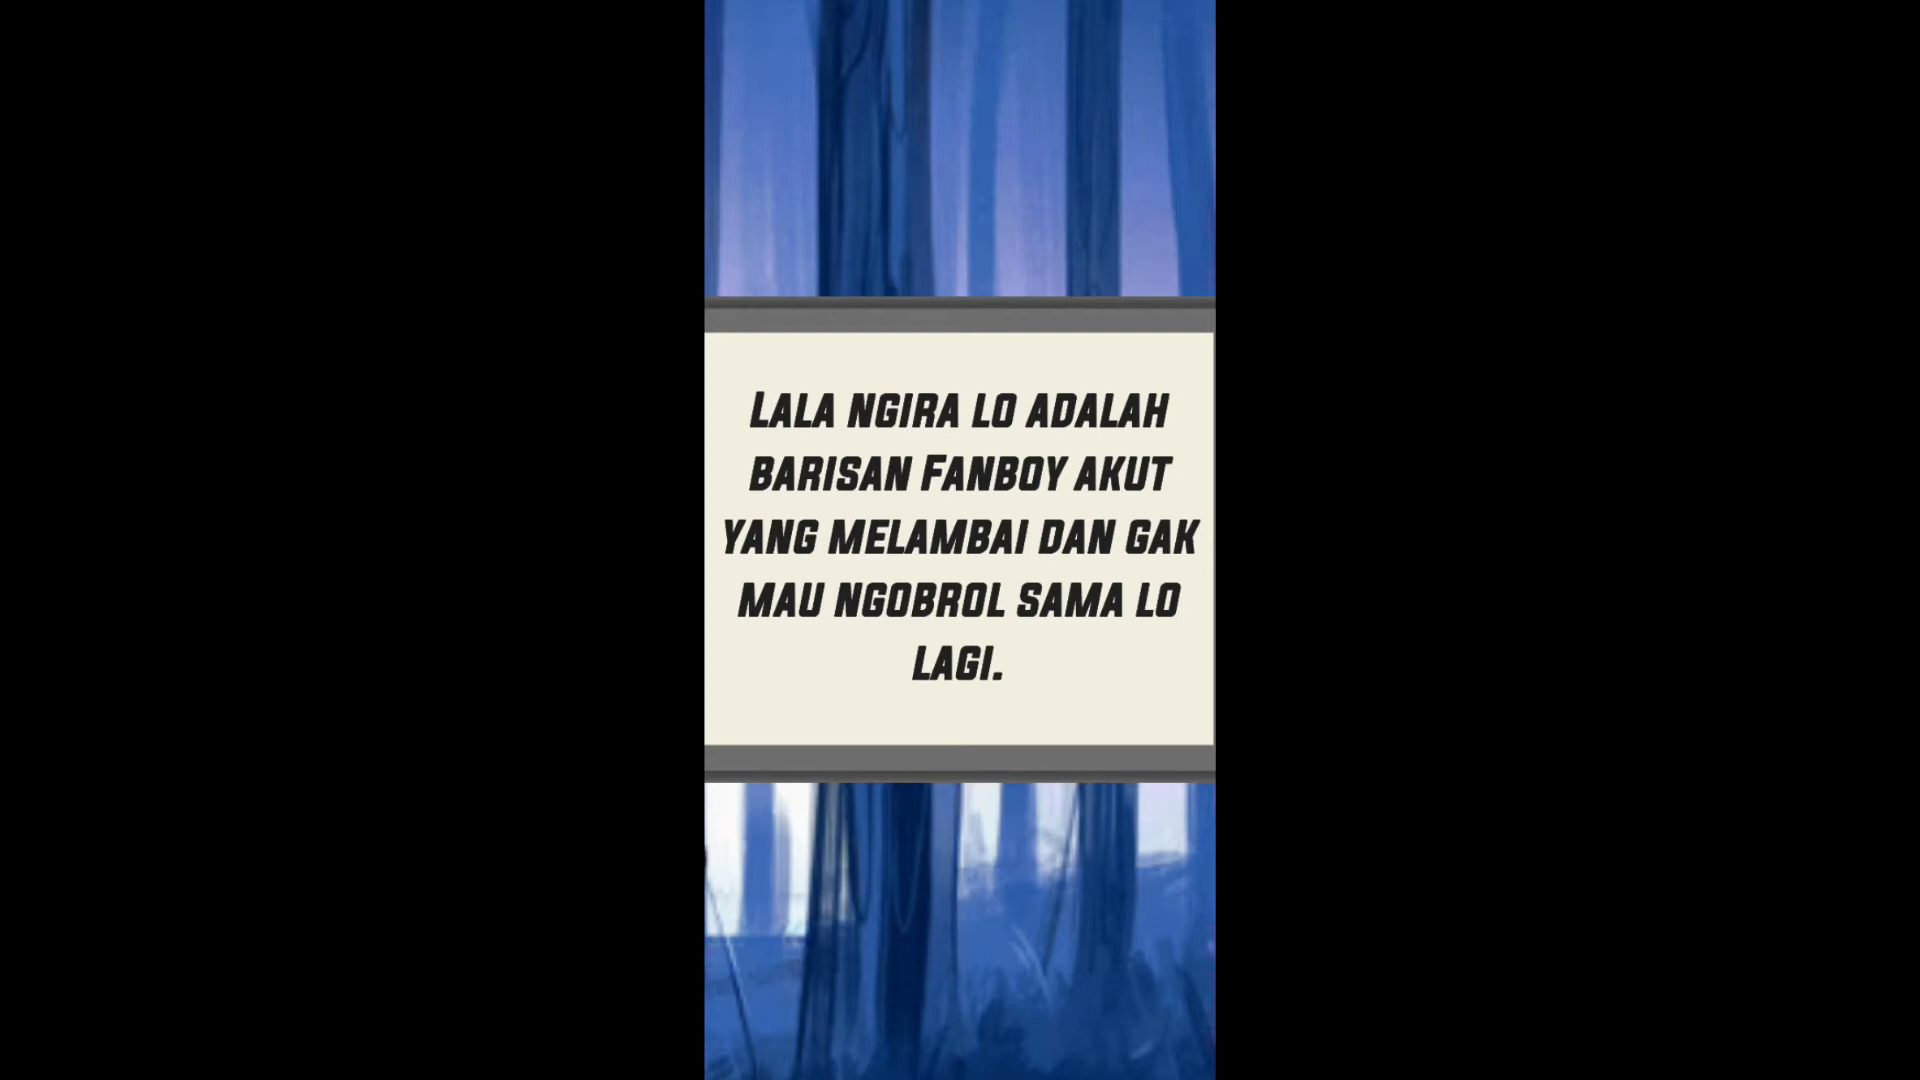 Lala ngira lo adalah
barisan Fanboy akut
yang melambai dan gak
mau ngobrol sama lo
lagi.